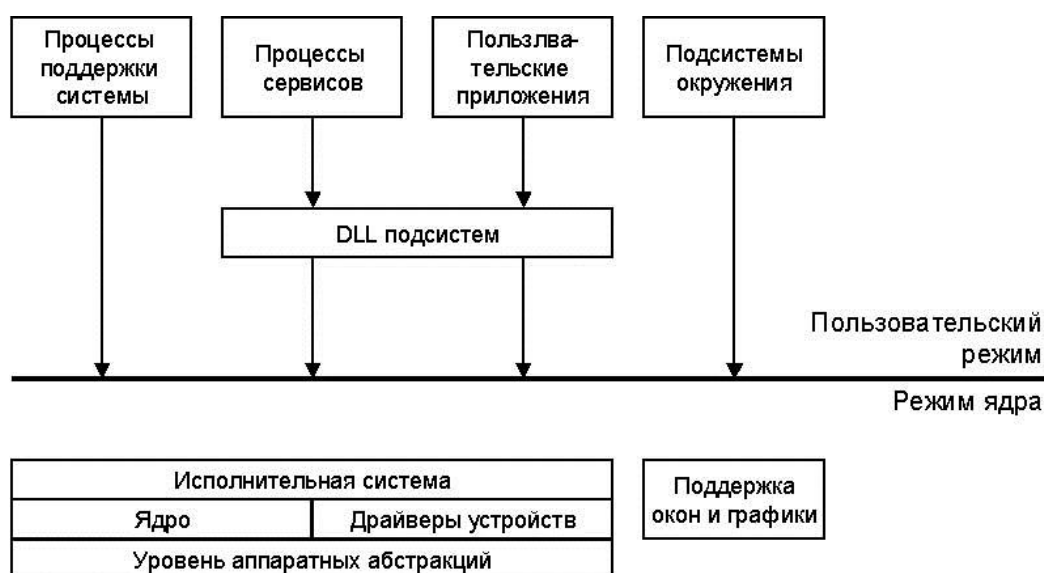 Процессы
поддержки
системы
Процессы
сервисов
Пользлва-
тельские
приложения
Подсистемы
окружения
DLL подсистем
Пользовательский
режим
Режим ядра
Исполнительная система
Ядро
Драйверы устройств
Уровень аппаратных абстракций
Поддержка
окон и графики